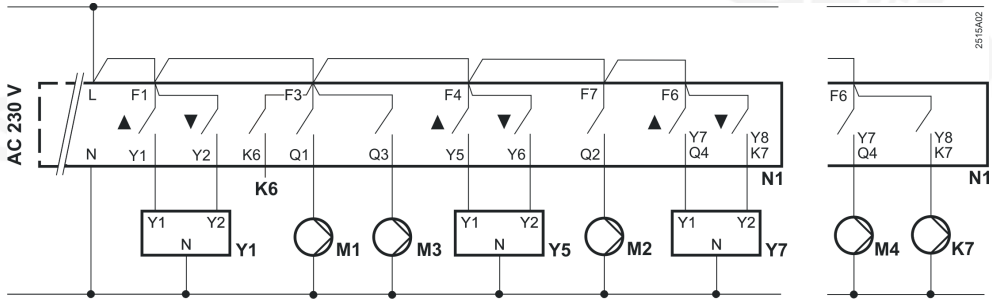 2515A02
AC 230 V
L F1 F3 F4 F7 F6 F6
▲ ▼ ▲ ▼ ▲ ▼
Y7 Y8 Y7 Y8
N Y1 Y2 K6 Q1 Q3 Y5 Y6 Q2 Q4 K7 Q4 K7
K6 N1 N1
Y1 Y2 Y1 Y2 Y1 Y2
N Y1 M1 M3 N Y5 M2 N Y7 M4 K7